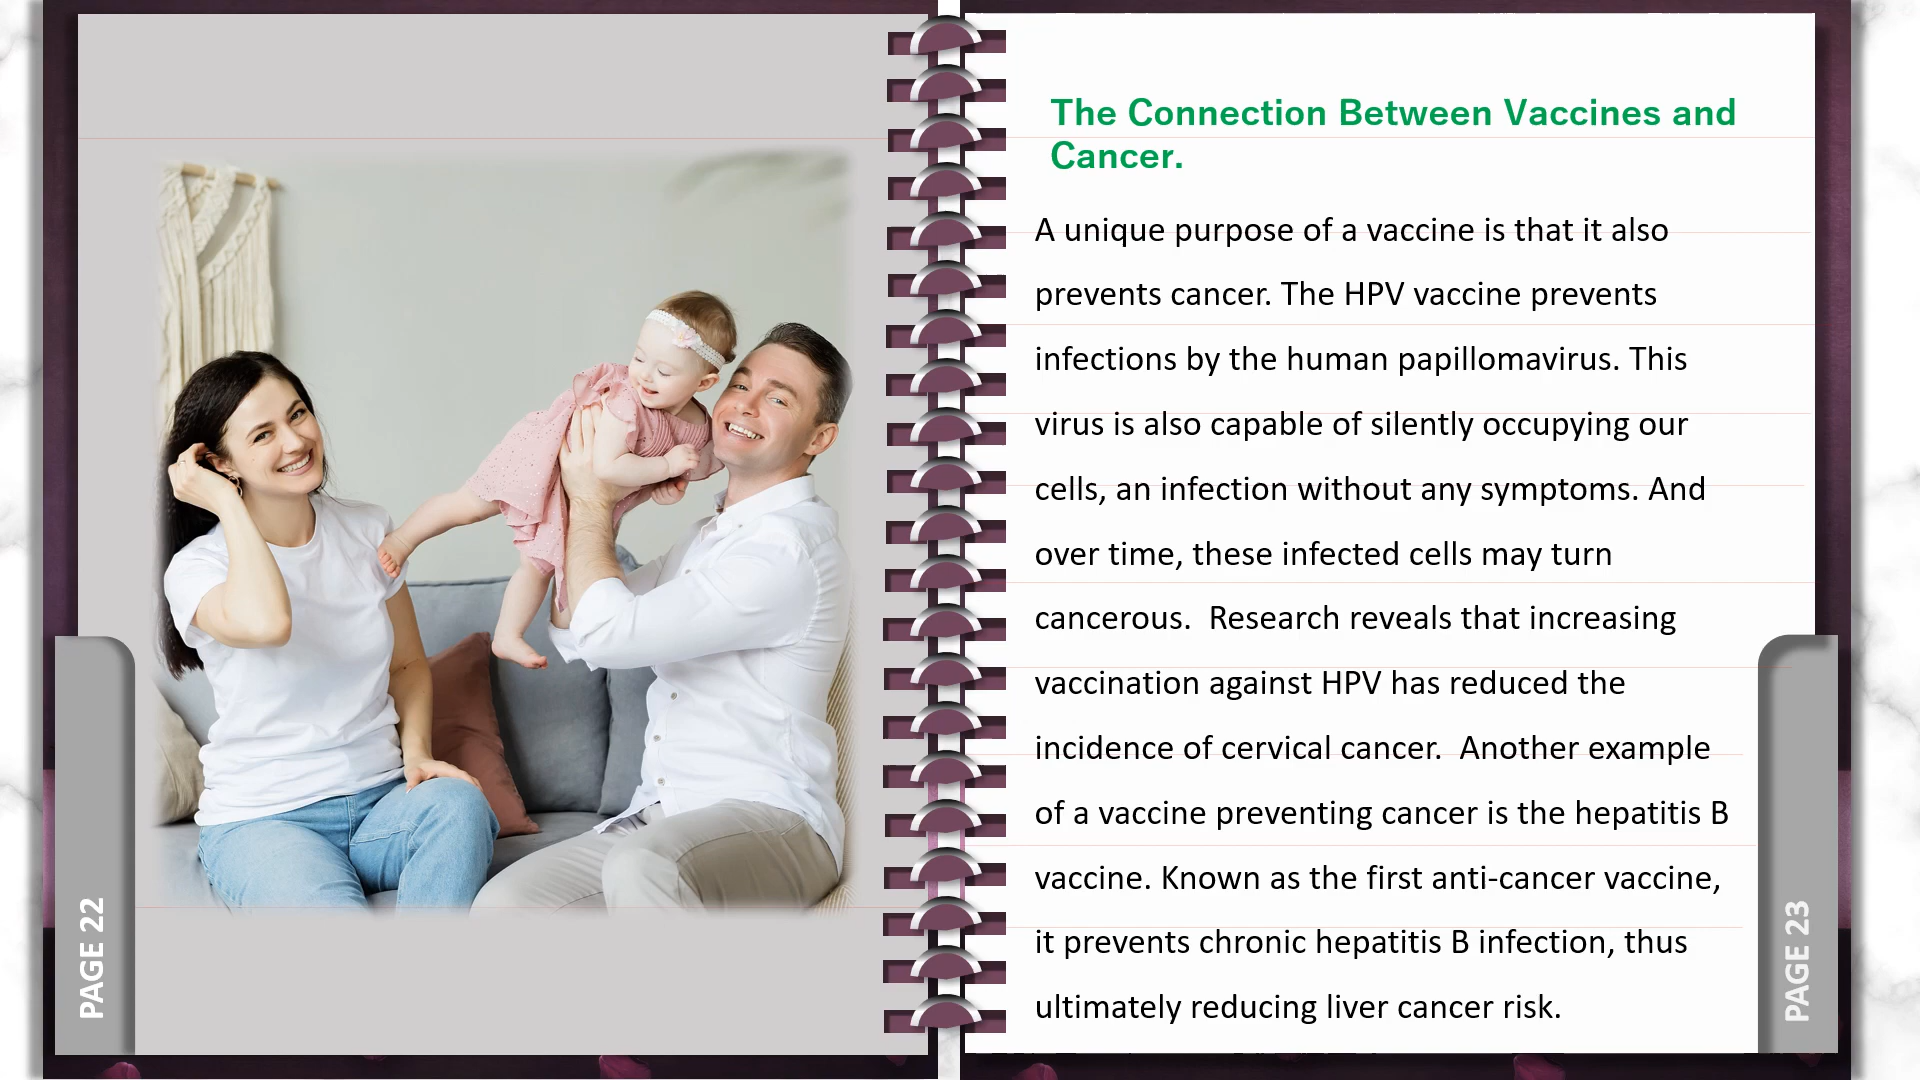 The Connection Between Vaccines and
Cancer.
A unique purpose of a vaccine is that it also
prevents cancer. The HPV vaccine prevents
infections by the human papillomavirus. This
virus is also capable of silently occupying our
cells, an infection without any symptoms. And
over time, these infected cells may turn
cancerous.  Research reveals that increasing
vaccination against HPV has reduced the
incidence of cervical cancer.  Another example
of a vaccine preventing cancer is the hepatitis B
vaccine. Known as the first anti-cancer vaccine,
it prevents chronic hepatitis B infection, thus
ultimately reducing liver cancer risk.
PAGE 22
PAGE 23